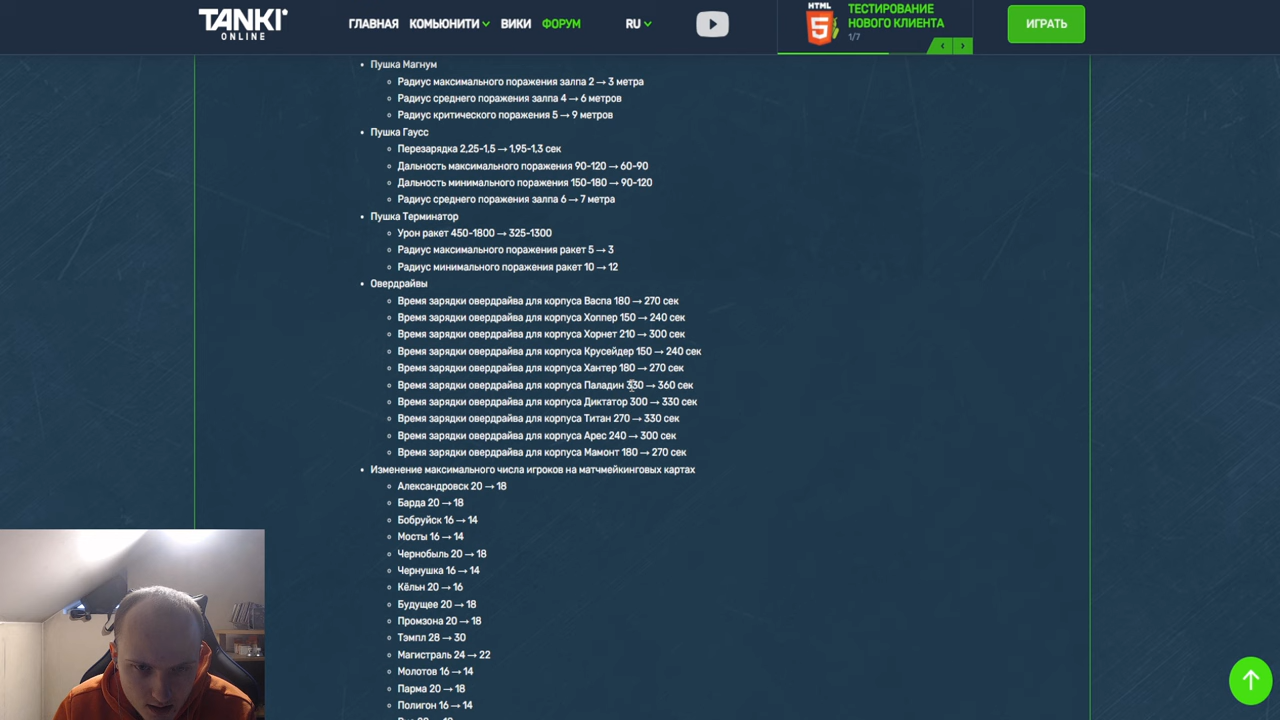 TANKI
ONLINE
ГЛАВНАЯ
КОМЬЮНИТИ
ВИКИ
ФОРУМ
RU
HTML
5
ТЕСТИРОВАНИЕ
НОВОГО КЛИЕНТА
1/7
ИГРАТЬ
• Пушка Магнум
Радиус максимального поражения залпа 2 → 3 метра
Радиус среднего поражения залпа 4 → 6 метров
Радиус критического поражения 5 → 9 метров
• Пушка Гаусс
Перезарядка 2,25-1,5 → 1,95-1,3 сек
Дальность максимального поражения 90-120 → 60-90
Дальность минимального поражения 150-180 → 90-120
Радиус среднего поражения залпа 6 → 7 метра
• Пушка Терминатор
Урон ракет 450-1800 → 325-1300
Радиус максимального поражения ракет 5 → 3
Радиус минимального поражения ракет 10 → 12
• Овердрайвы
Время зарядки овердрайва для корпуса Васпа 180 → 270 сек
Время зарядки овердрайва для корпуса Хоппер 150 → 240 сек
Время зарядки овердрайва для корпуса Хорнет 210 → 300 сек
Время зарядки овердрайва для корпуса Крусейдер 150 → 240 сек
Время зарядки овердрайва для корпуса Хантер 180 → 270 сек
Время зарядки овердрайва для корпуса Паладин 330 → 360 сек
Время зарядки овердрайва для корпуса Диктатор 300 → 330 сек
Время зарядки овердрайва для корпуса Титан 270 → 330 сек
Время зарядки овердрайва для корпуса Арес 240 → 300 сек
Время зарядки овердрайва для корпуса Мамонт 180 → 270 сек
• Изменение максимального числа игроков на матчмейкинговых картах
Александровск 20 → 18
Барда 20 → 18
Бобруйск 16 → 14
Мосты 16 → 14
Чернобыль 20 → 18
Чернушка 16 → 14
Кёльн 20 → 16
Будущее 20 → 18
Промзона 20 → 18
Тэмпл 28 → 30
Магистраль 24 → 22
Молотов 16 → 14
Парма 20 → 18
Полигон 16 → 14